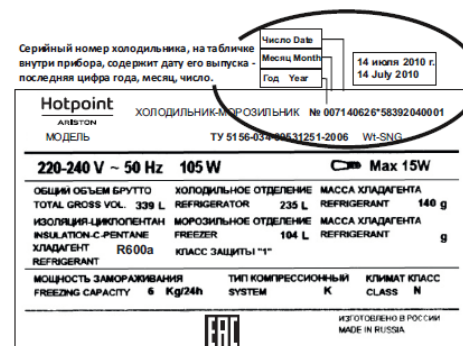 Число Date
Месяц Month
Год Year
14 июля 2010 г.
14 July 2010
Серийный номер холодильника, на табличке
внутри прибора, содержит дату его выпуска -
последняя цифра года, месяц, число.
Hotpoint
ARISTON
ХОЛОДИЛЬНИК-МОРОЗИЛЬНИК № 007140626*58392040001
МОДЕЛЬ ТУ 5156-034-39531251-2006 Wt-SNG
220-240 V ~ 50 Hz 105 W Max 15W
ОБЩИЙ ОБЪЕМ БРУТТО ХОЛОДИЛЬНОЕ ОТДЕЛЕНИЕ МАССА ХЛАДАГЕНТА
TOTAL GROSS VOL. 339 L REFRIGERATOR 235 L REFRIGERANT 140 g
ИЗОЛЯЦИЯ-ЦИКЛОПЕНТАН МОРОЗИЛЬНОЕ ОТДЕЛЕНИЕ МАССА ХЛАДАГЕНТА
INSULATION-C-PENTANE FREEZER 104 L REFRIGERANT g
ХЛАДАГЕНТ R600a КЛАСС ЗАЩИТЫ "1"
REFRIGERANT
МОЩНОСТЬ ЗАМОРАЖИВАНИЯ ТИП КОМПРЕССИОННЫЙ КЛИМАТ КЛАСС
FREEZING CAPACITY 6 Kg/24h SYSTEM K CLASS N
ИЗГОТОВЛЕНО В РОССИИ
MADE IN RUSSIA
EAC